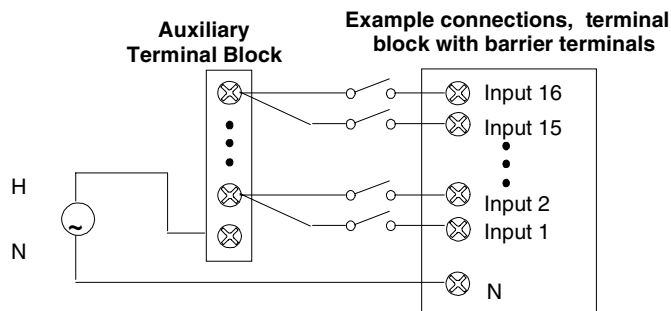 Auxiliary
Terminal Block
Example connections, terminal
block with barrier terminals
Input 16
Input 15
Input 2
Input 1
H
N
~
N